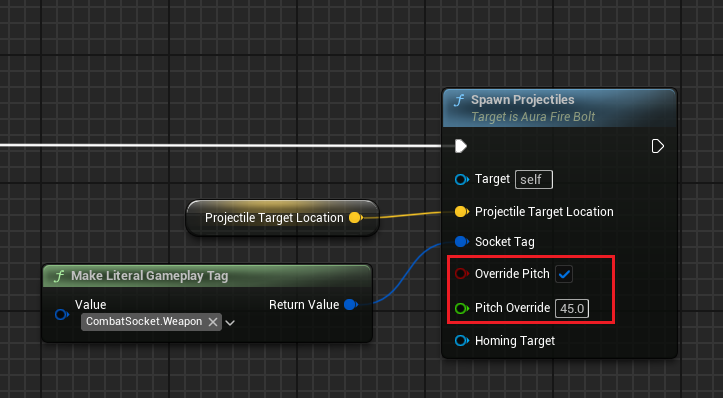 Spawn Projectiles
Target is Aura Fire Bolt
Target self
Projectile Target Location
Projectile Target Location
Socket Tag
Make Literal Gameplay Tag
Override Pitch
Value
Return Value
Pitch Override 45.0
CombatSocket.Weapon
Homing Target